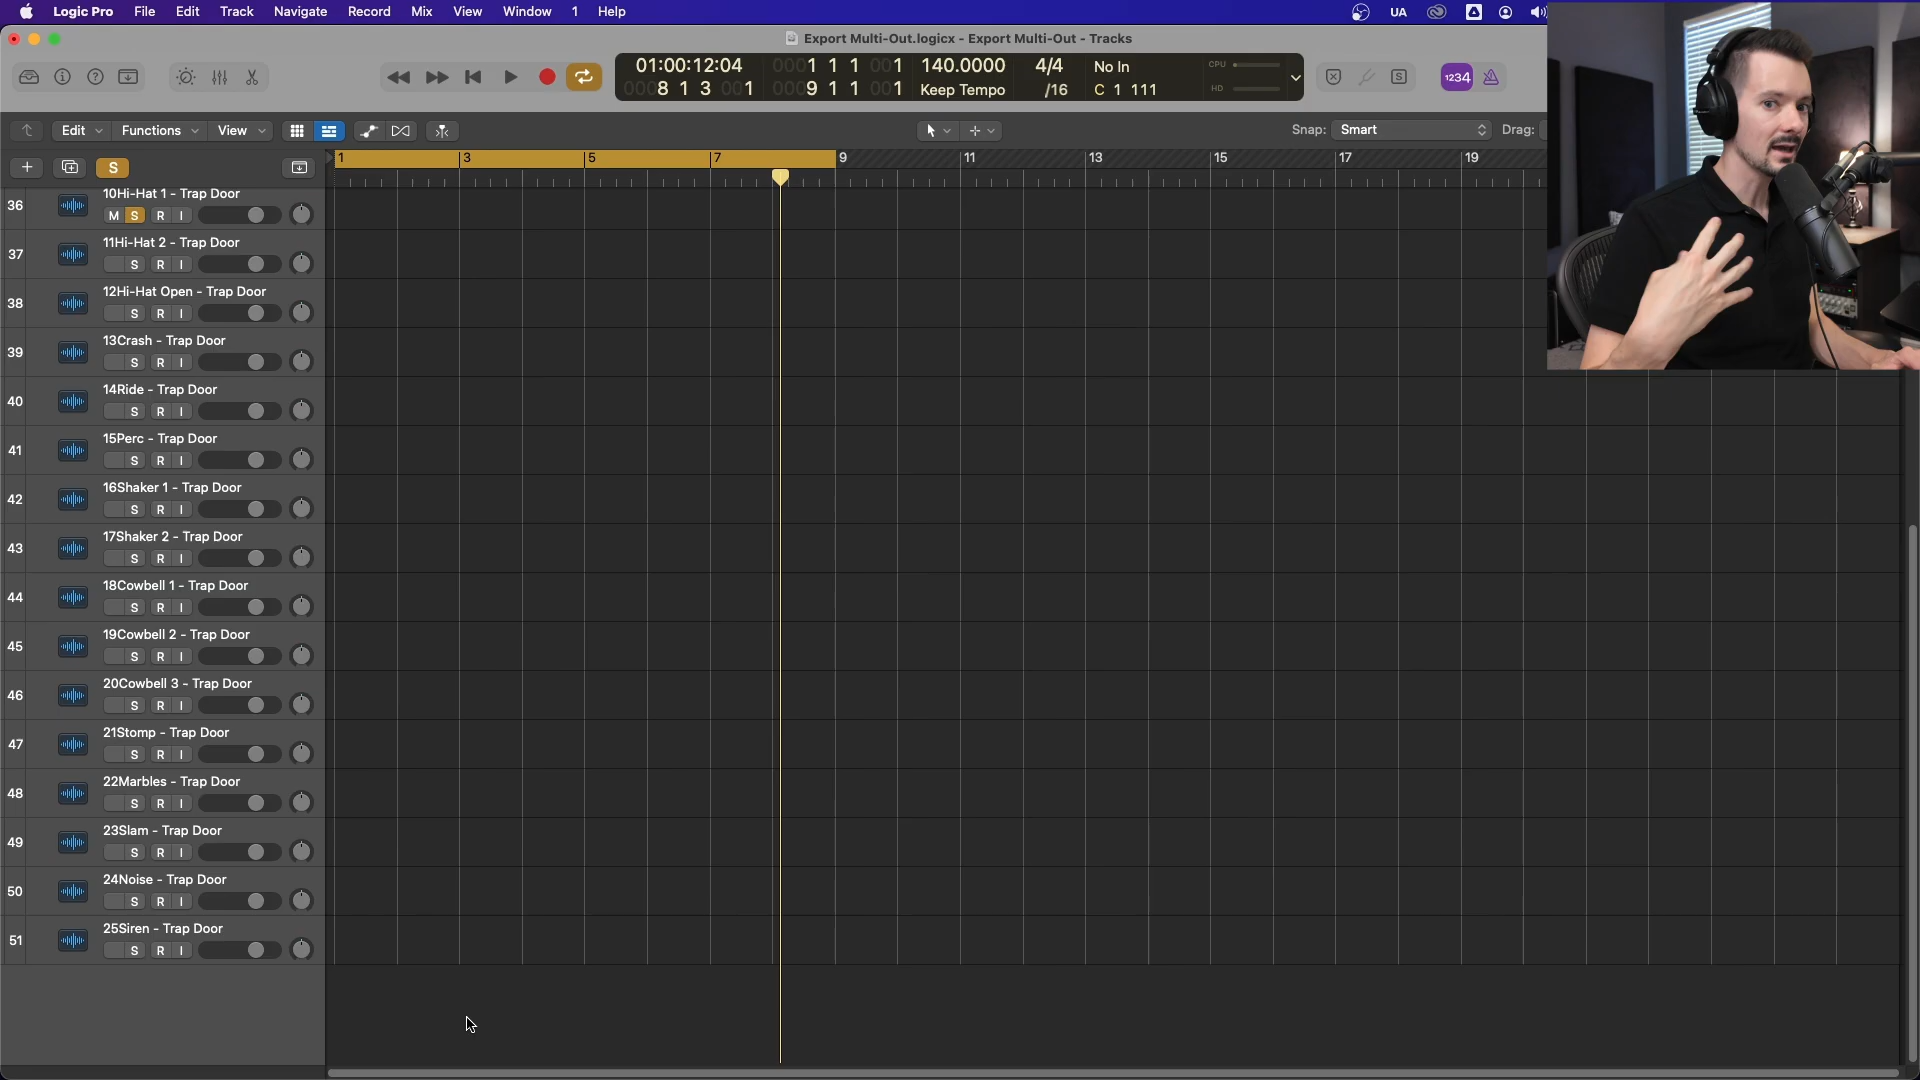 Logic Pro File Edit Track Navigate Record Mix View Window 1 Help UA
Export Multi-Out.logicx - Export Multi-Out - Tracks
01:00:12:04 0001 1 1 001 140.0000 4/4 No In CPU
0008 1 3 001 0009 1 1 001 Keep Tempo /16 C 1 111 HD
S 1234
Edit Functions View Snap: Smart Drag:
S 1 3 5 7 9 11 13 15 17 19
36 10Hi-Hat 1 - Trap Door
M S R I
37 11Hi-Hat 2 - Trap Door
S R I
38 12Hi-Hat Open - Trap Door
S R I
39 13Crash - Trap Door
S R I
40 14Ride - Trap Door
S R I
41 15Perc - Trap Door
S R I
42 16Shaker 1 - Trap Door
S R I
43 17Shaker 2 - Trap Door
S R I
44 18Cowbell 1 - Trap Door
S R I
45 19Cowbell 2 - Trap Door
S R I
46 20Cowbell 3 - Trap Door
S R I
47 21Stomp - Trap Door
S R I
48 22Marbles - Trap Door
S R I
49 23Slam - Trap Door
S R I
50 24Noise - Trap Door
S R I
51 25Siren - Trap Door
S R I